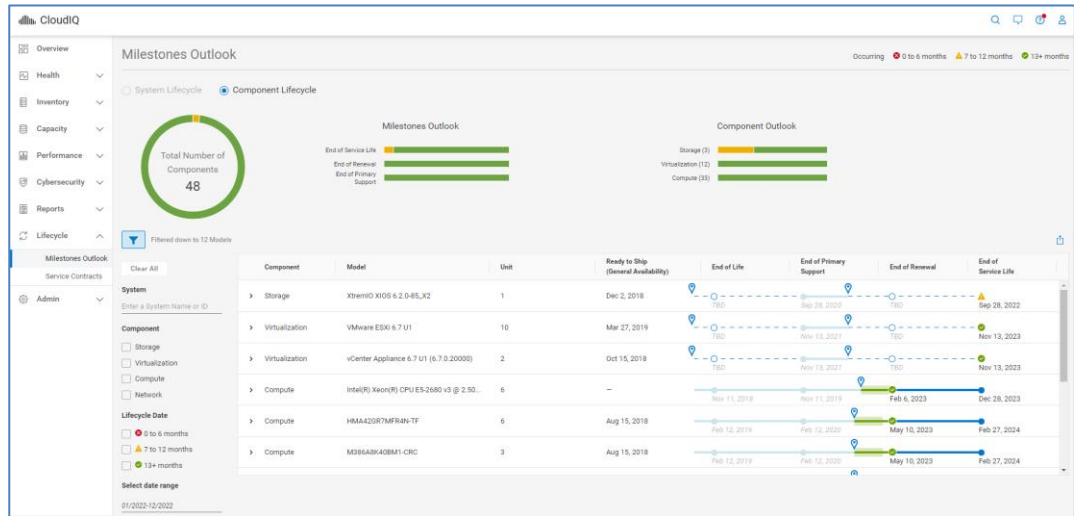 CloudIQ
Overview
Health
Inventory
Capacity
Performance
Cybersecurity
Reports
Lifecycle
Milestones Outlook
Service Contracts
Admin
Milestones Outlook
Occurring 0 to 6 months 7 to 12 months 13+ months
System Lifecycle Component Lifecycle
Total Number of
Components
48
Milestones Outlook
End of Service Life
End of Renewal
End of Primary
Support
Component Outlook
Storage (3)
Virtualization (12)
Compute (33)
Filtered down to 12 Models
Clear All
System
Enter a System Name or ID
Component
Storage
Virtualization
Compute
Network
Lifecycle Date
0 to 6 months
7 to 12 months
13+ months
Select date range
01/2022-12/2022
Component Model Unit Ready to Ship (General Availability) End of Life End of Primary Support End of Renewal End of Service Life
Storage XtremIO XIOS 6.2.0-85_X2 1 Dec 2, 2018 TBD Sep 28, 2020 TBD Sep 28, 2022
Virtualization VMware ESXi 6.7 U1 10 Mar 27, 2019 TBD Nov 13, 2021 TBD Nov 13, 2023
Virtualization vCenter Appliance 6.7 U1 (6.7.0.20000) 2 Oct 15, 2018 TBD Nov 13, 2021 TBD Nov 13, 2023
Compute Intel(R) Xeon(R) CPU E5-2680 v3 @ 2.50... 6 – Nov 11, 2018 Nov 11, 2019 Feb 6, 2023 Dec 28, 2023
Compute HMA42GR7MFR4N-TF 6 Aug 15, 2018 Feb 12, 2019 Feb 12, 2020 May 10, 2023 Feb 27, 2024
Compute M386A8K40BM1-CRC 3 Aug 15, 2018 Feb 12, 2019 Feb 12, 2020 May 10, 2023 Feb 27, 2024